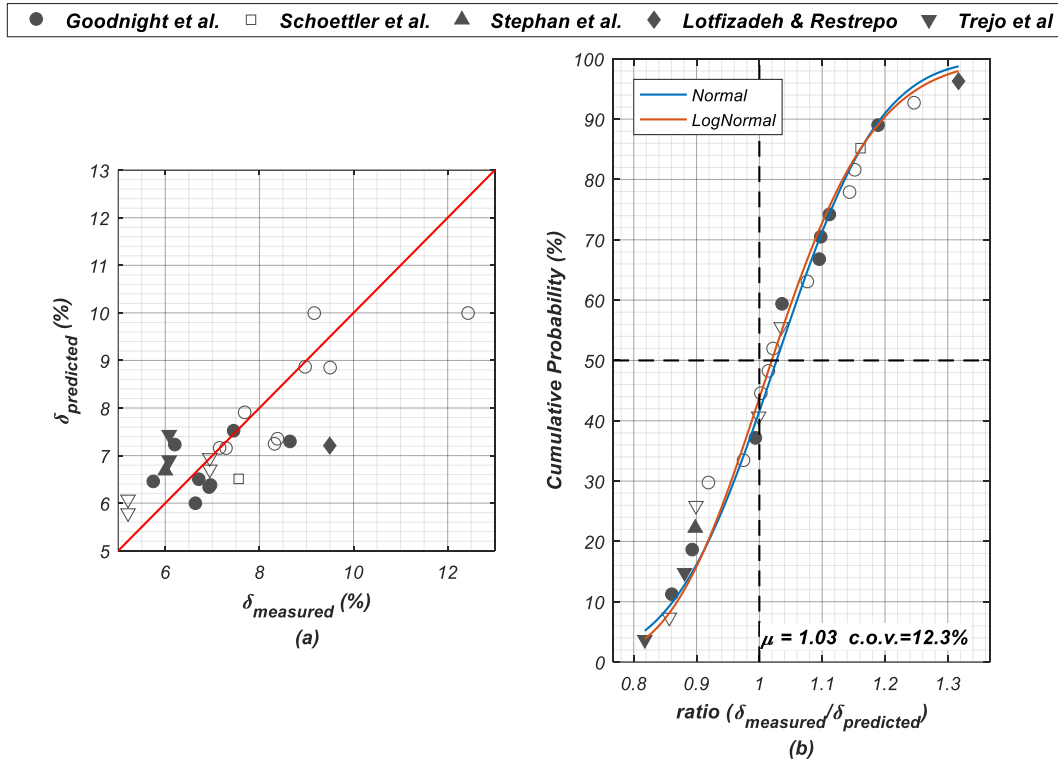 Goodnight et al. Schoettler et al. Stephan et al. Lotfizadeh & Restrepo Trejo et al
13
12
11
10
9
8
7
6
5
6 8 10 12
δpredicted (%)
δmeasured (%)
(a)
Normal
LogNormal
100
90
80
70
60
50
40
30
20
10
0
0.8 0.9 1 1.1 1.2 1.3
Cumulative Probability (%)
μ = 1.03 c.o.v.=12.3%
ratio (δmeasured/δpredicted)
(b)